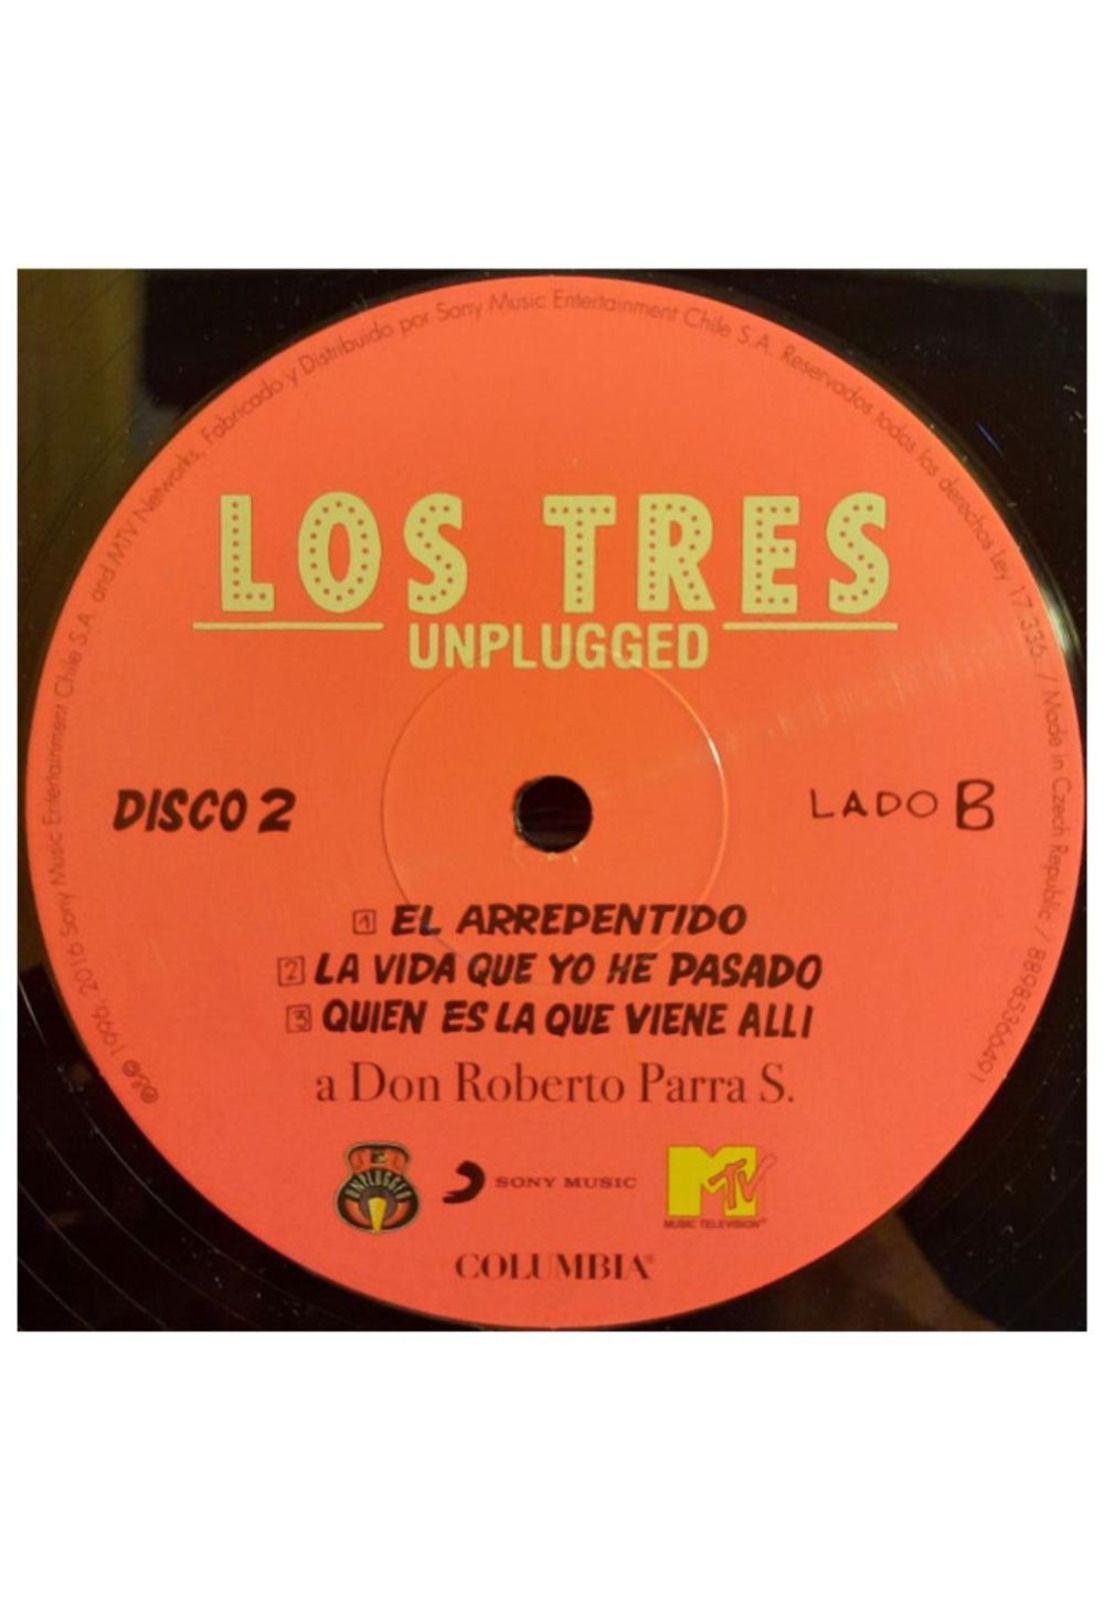 ℗&© 1996, 2016 Sony Music Entertainment Chile S.A. and MTV Networks, Fabricado y Distribuido por Sony Music Entertainment Chile S.A. Reservados todos los derechos Ley 17.336. / Made in Czech Republic / 88985366491
LOS TRES
UNPLUGGED
DISCO 2
LADO B
1 EL ARREPENTIDO
2 LA VIDA QUE YO HE PASADO
3 QUIEN ES LA QUE VIENE ALLI
a Don Roberto Parra S.
UNPLUGGED
SONY MUSIC
MTV
MUSIC TELEVISION®
COLUMBIA®